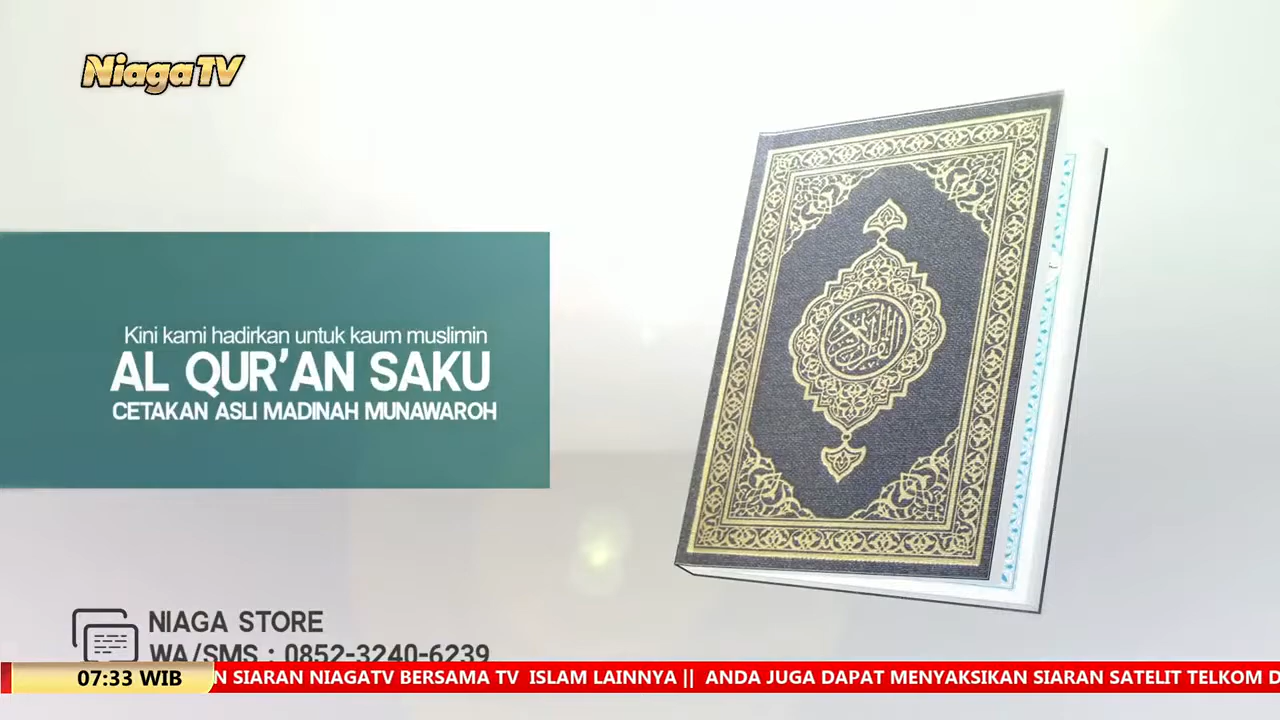 NiagaTV
Kini kami hadirkan untuk kaum muslimin
AL QUR'AN SAKU
CETAKAN ASLI MADINAH MUNAWAROH
القرآن الكريم
NIAGA STORE
WA/SMS : 0852-3240-6239
07:33 WIB
N SIARAN NIAGATV BERSAMA TV ISLAM LAINNYA || ANDA JUGA DAPAT MENYAKSIKAN SIARAN SATELIT TELKOM D